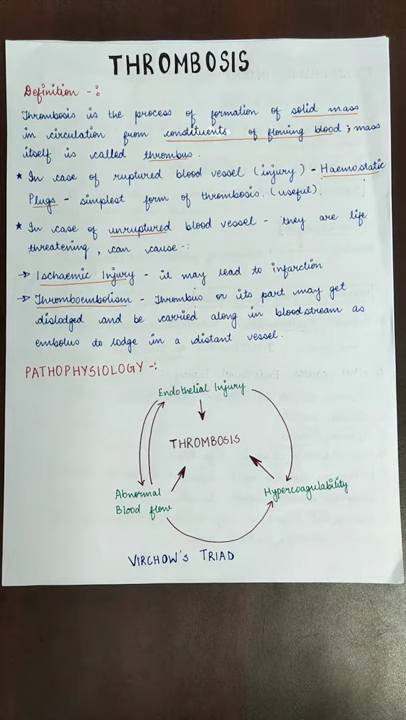 THROMBOSIS
Definition -:
Thrombosis is the process of formation of solid mass
in circulation from constituents of flowing blood; mass
itself is called thrombus.
* In case of ruptured blood vessel (injury) - Haemostatic
Plugs - simplest form of thrombosis. (useful).
* In case of unruptured blood vessel - they are life
threatening, can cause -:
→ Ischaemic Injury - it may lead to infarction
→ Thromboembolism - Thrombus or its part may get
dislodged and be carried along in bloodstream as
embolus to lodge in a distant vessel.
PATHOPHYSIOLOGY -:
Endothelial Injury
THROMBOSIS
Abnormal
Blood flow
Hypercoagulability
VIRCHOW'S TRIAD